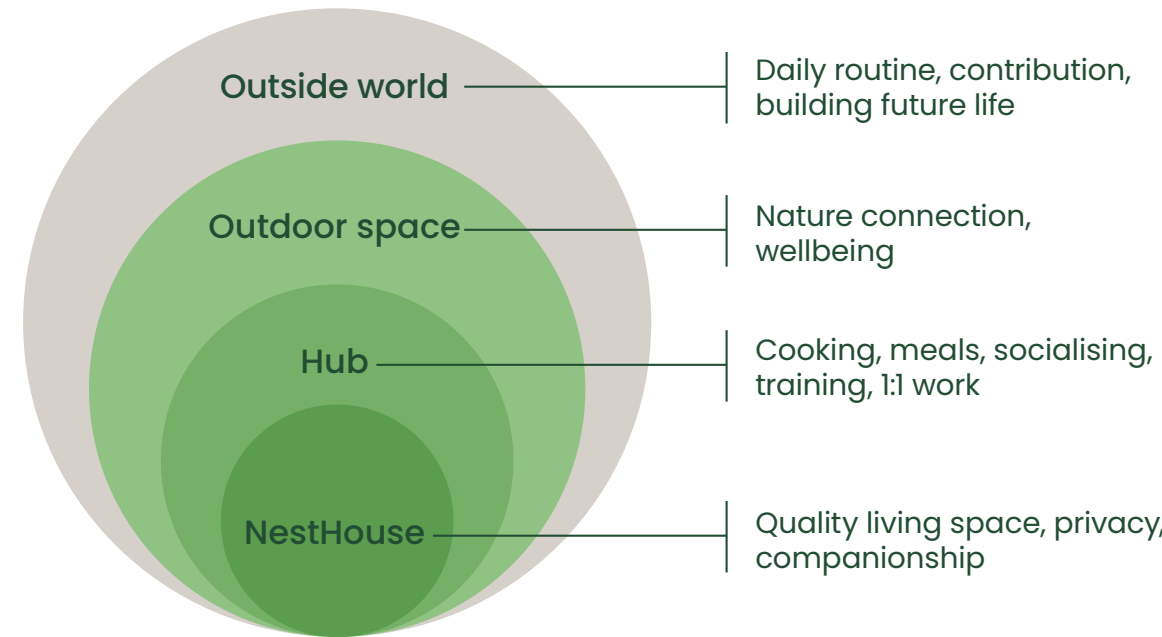 Outside world
Daily routine, contribution,
building future life
Outdoor space
Nature connection,
wellbeing
Hub
Cooking, meals, socialising,
training, 1:1 work
NestHouse
Quality living space, privacy,
companionship